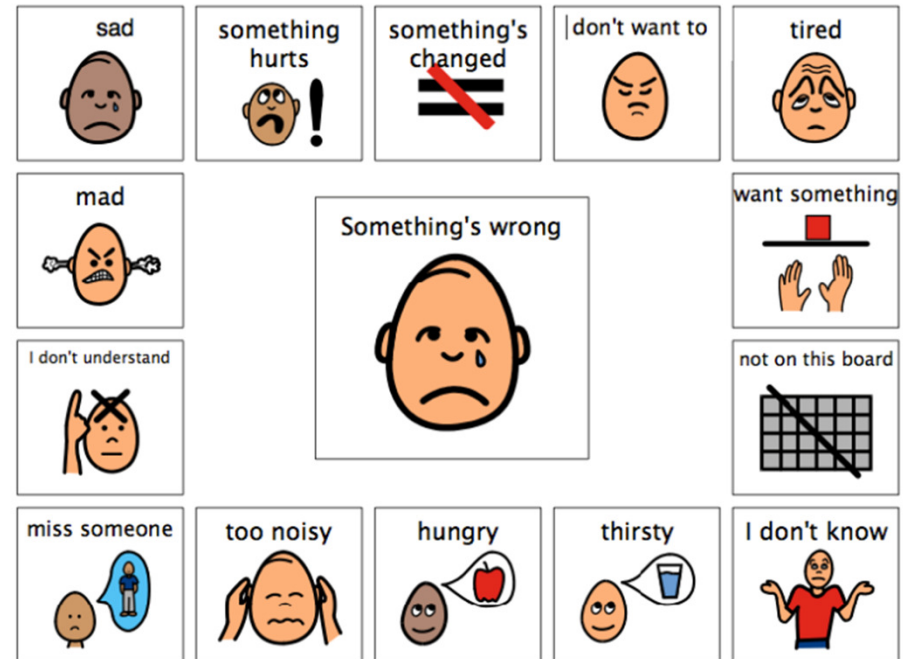 sad
something
hurts
something's
changed
don't want to
tired
mad
Something's wrong
want something
I don't understand
not on this board
miss someone
too noisy
hungry
thirsty
I don't know